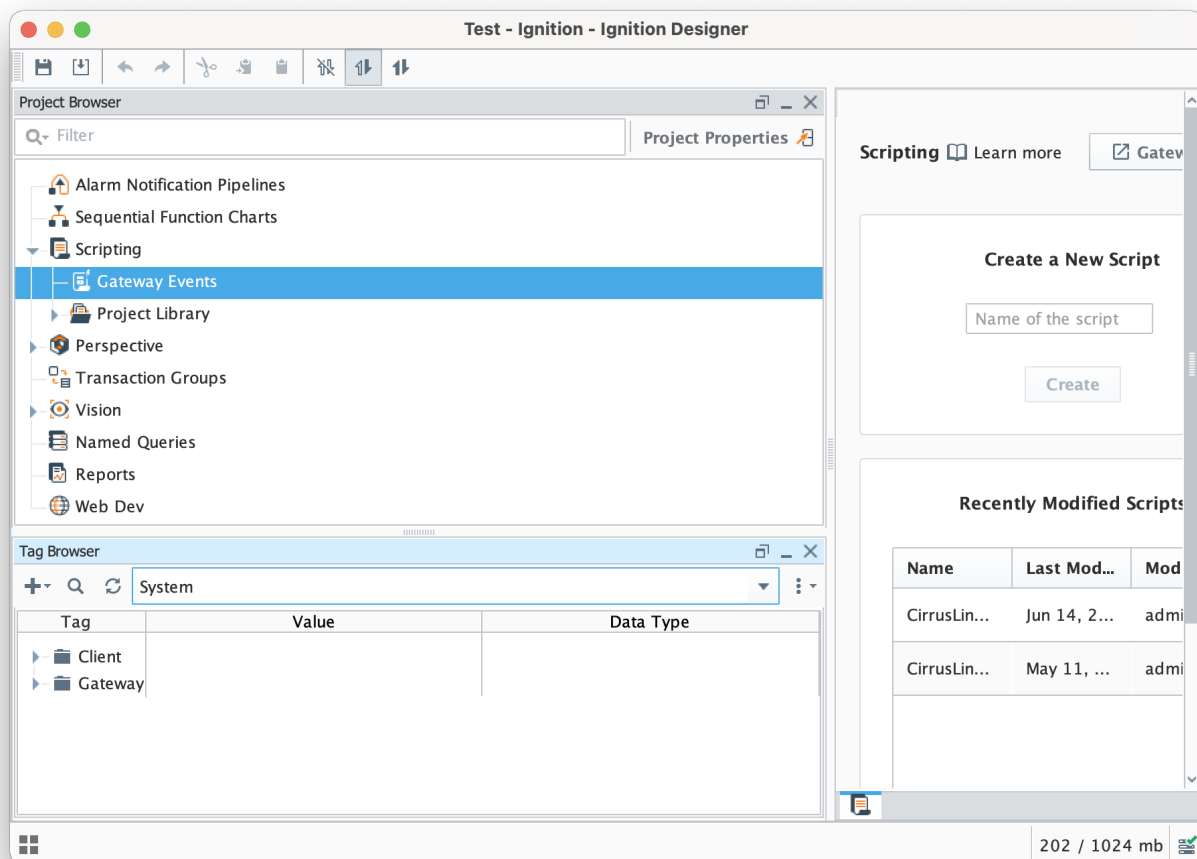 Test - Ignition - Ignition Designer
Project Browser
Filter
Project Properties
Alarm Notification Pipelines
Sequential Function Charts
Scripting
Gateway Events
Project Library
Perspective
Transaction Groups
Vision
Named Queries
Reports
Web Dev
Tag Browser
System
Tag Value Data Type
Client
Gateway
Scripting Learn more Gatew
Create a New Script
Name of the script
Create
Recently Modified Scripts
Name Last Mod... Mod
CirrusLin... Jun 14, 2... admi
CirrusLin... May 11, ... admi
202 / 1024 mb